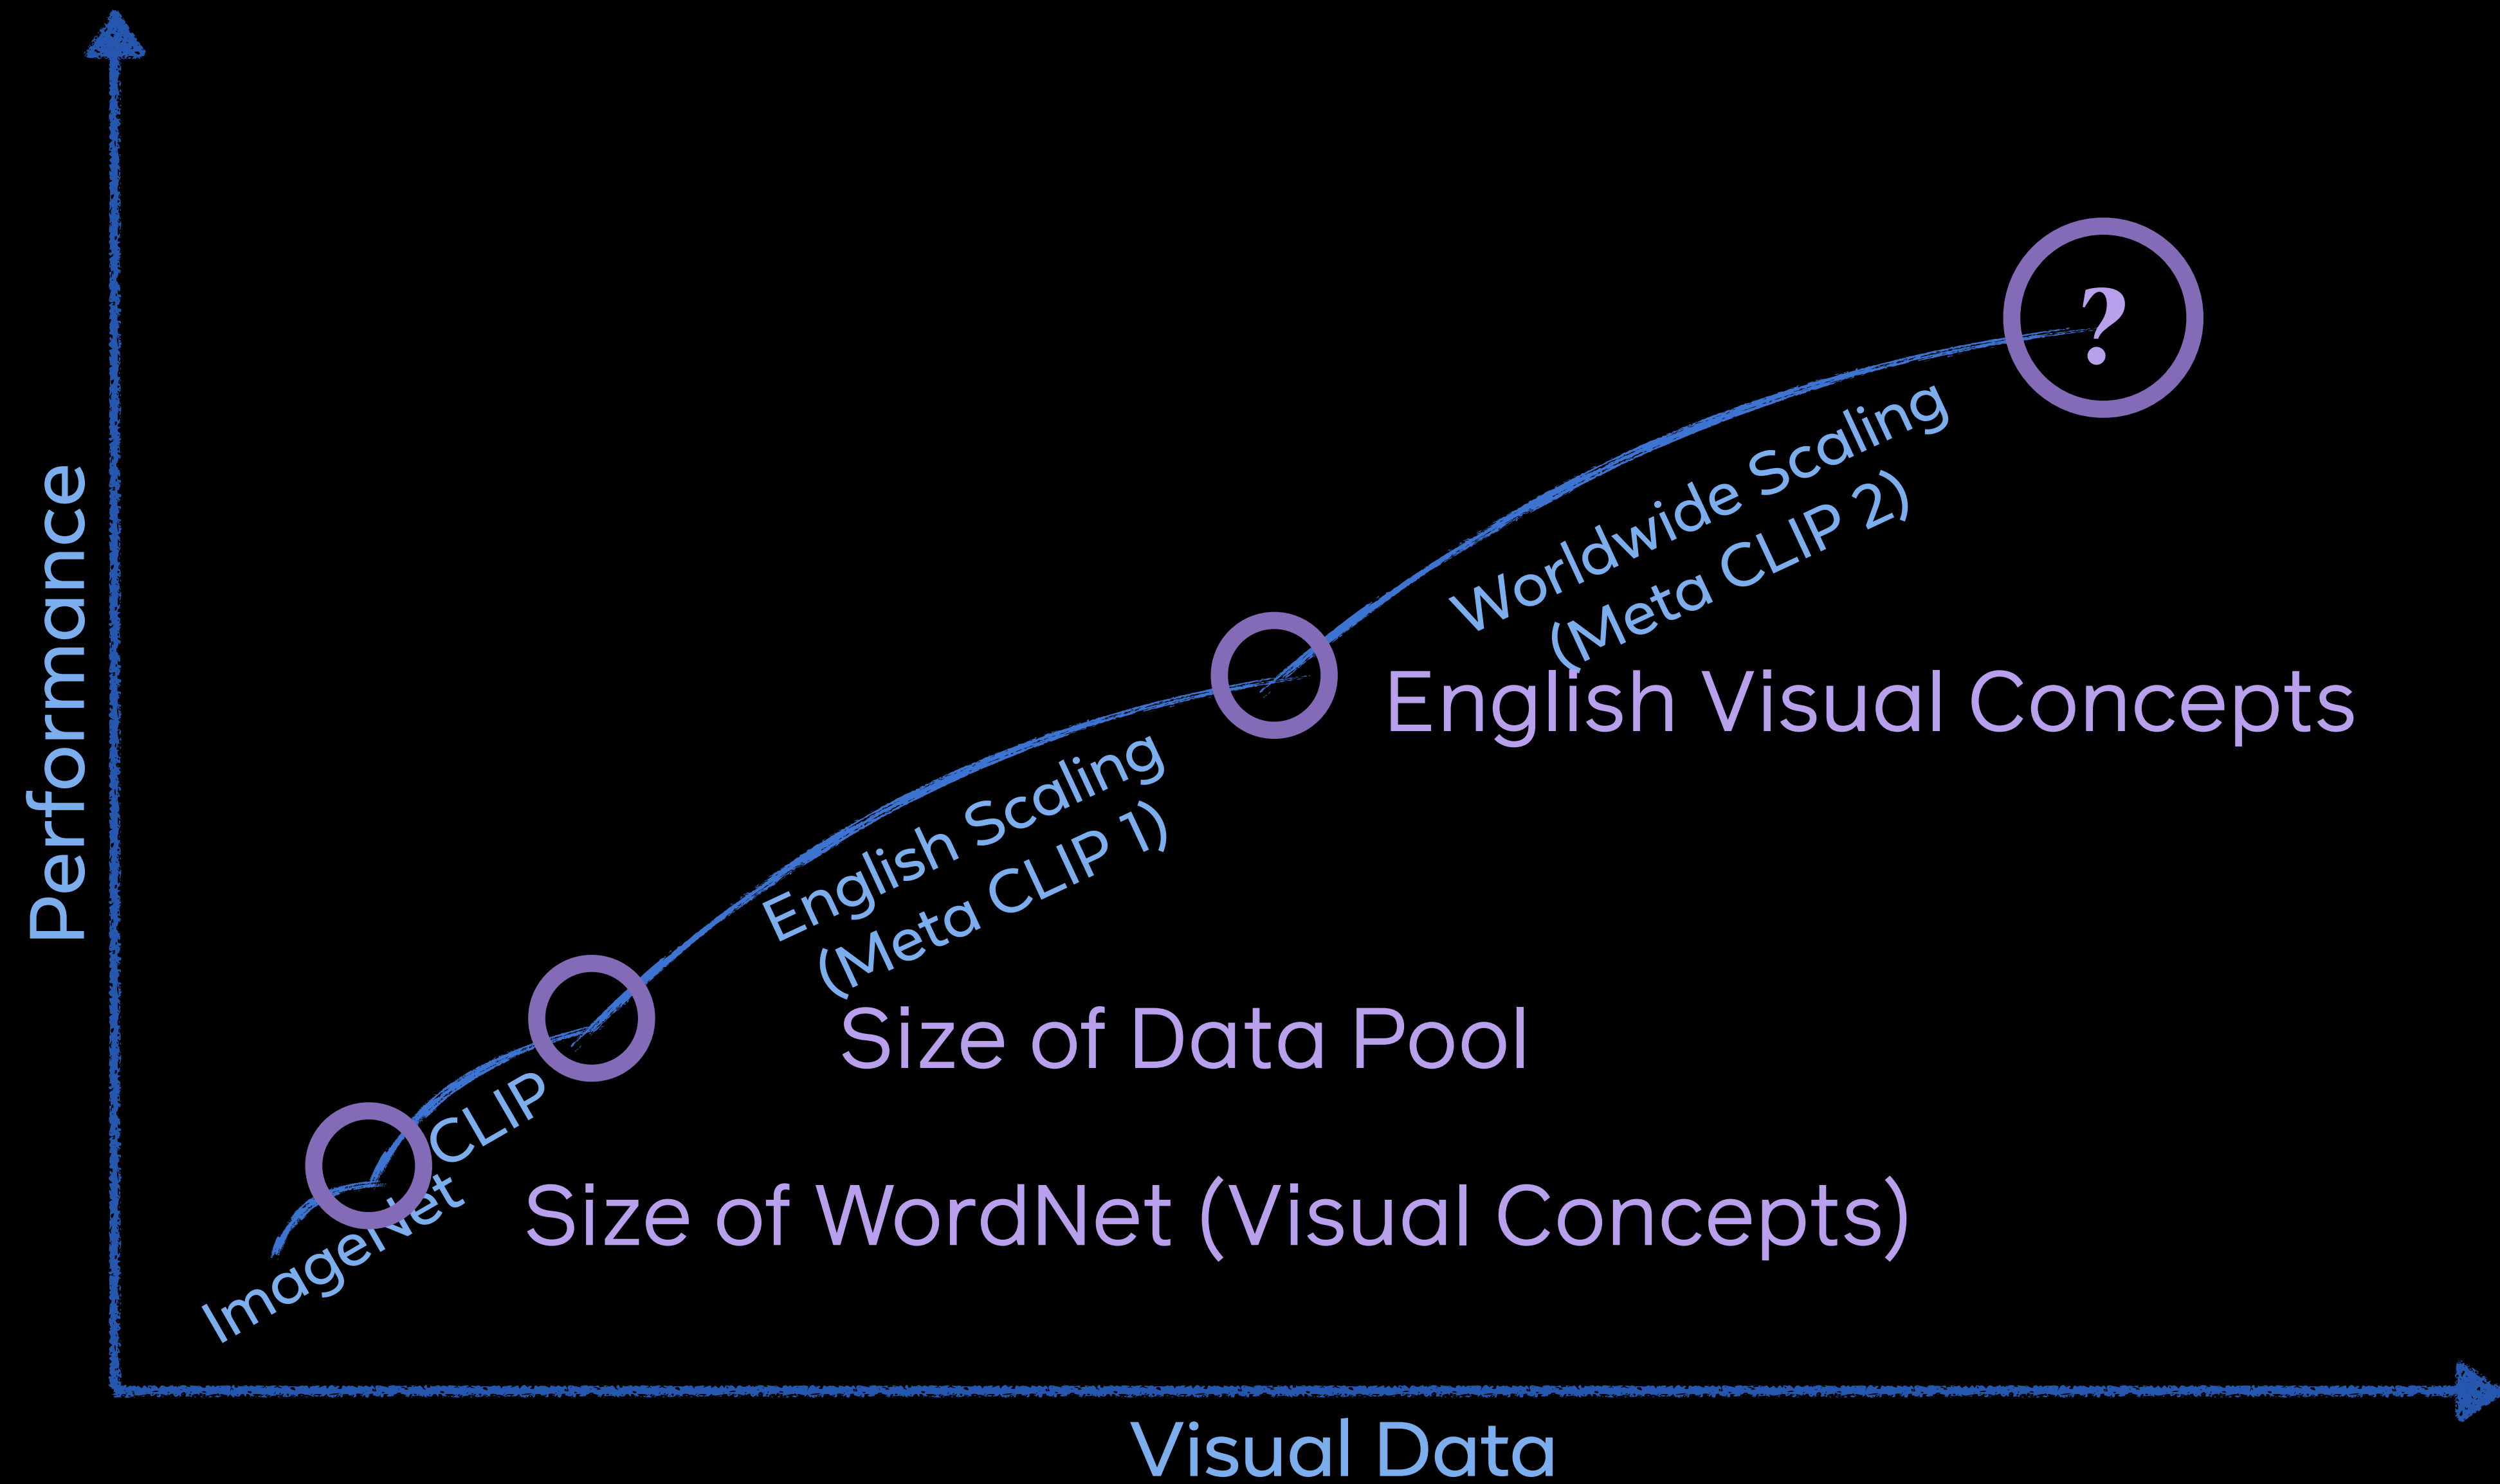 Performance
?
Worldwide Scaling
(Meta CLIP 2)
English Visual Concepts
English Scaling
(Meta CLIP 1)
Size of Data Pool
CLIP
ImageNet
Size of WordNet (Visual Concepts)
Visual Data